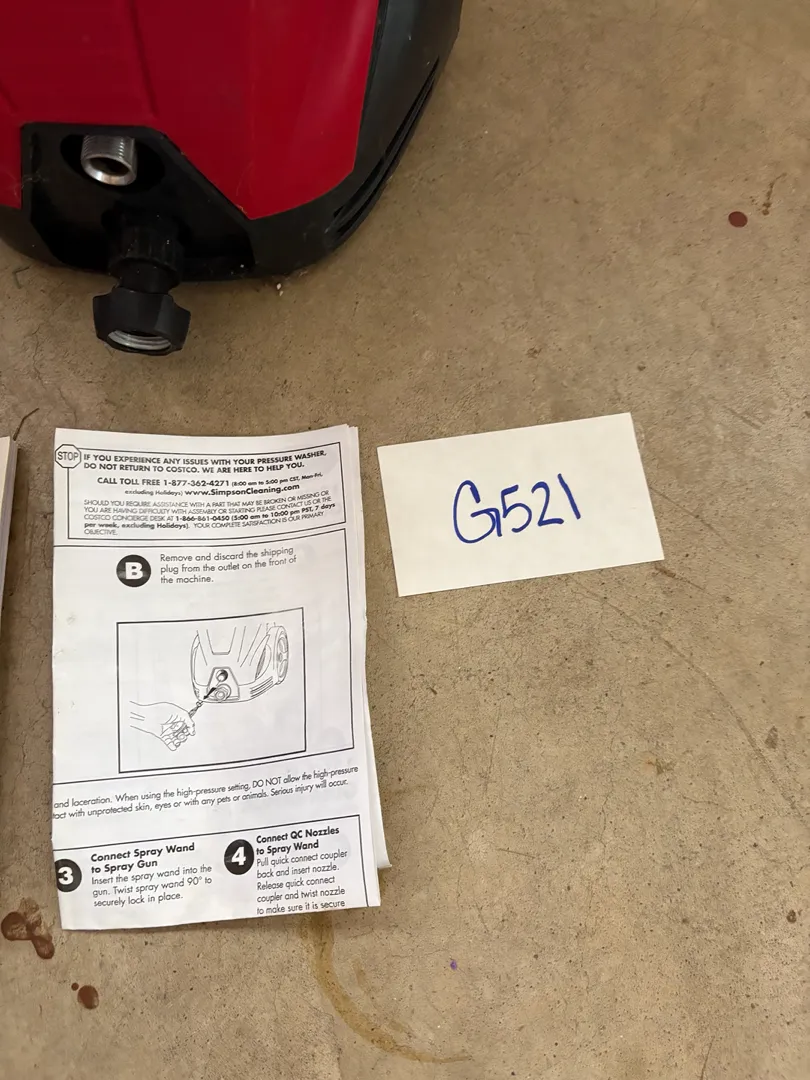 STOP
IF YOU EXPERIENCE ANY ISSUES WITH YOUR PRESSURE WASHER,
DO NOT RETURN TO COSTCO. WE ARE HERE TO HELP YOU.
CALL TOLL FREE 1-877-362-4271 (8:00 am to 5:00 pm CST, Mon-Fri,
excluding Holidays) www.SimpsonCleaning.com
SHOULD YOU REQUIRE ASSISTANCE WITH A PART THAT MAY BE BROKEN OR MISSING OR
YOU ARE HAVING DIFFICULTY WITH ASSEMBLY OR STARTING PLEASE CONTACT US OR THE
COSTCO CONCIERGE DESK AT 1-866-861-0450 (5:00 am to 10:00 pm PST, 7 days
per week, excluding Holidays). YOUR COMPLETE SATISFACTION IS OUR PRIMARY
OBJECTIVE.
B
Remove and discard the shipping
plug from the outlet on the front of
the machine.
and laceration. When using the high-pressure setting, DO NOT allow the high-pressure
tact with unprotected skin, eyes or with any pets or animals. Serious injury will occur.
3
Connect Spray Wand
to Spray Gun
Insert the spray wand into the
gun. Twist spray wand 90° to
securely lock in place.
4
Connect QC Nozzles
to Spray Wand
Pull quick connect coupler
back and insert nozzle.
Release quick connect
coupler and twist nozzle
to make sure it is secure
G521